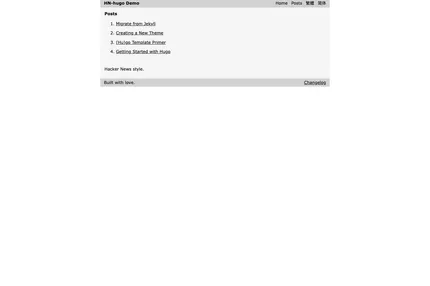 HN-hugo Demo
Home Posts 繁體 简体
Posts
1. Migrate from Jekyll
2. Creating a New Theme
3. (Hu)go Template Primer
4. Getting Started with Hugo
Hacker News style.
Built with love.
Changelog